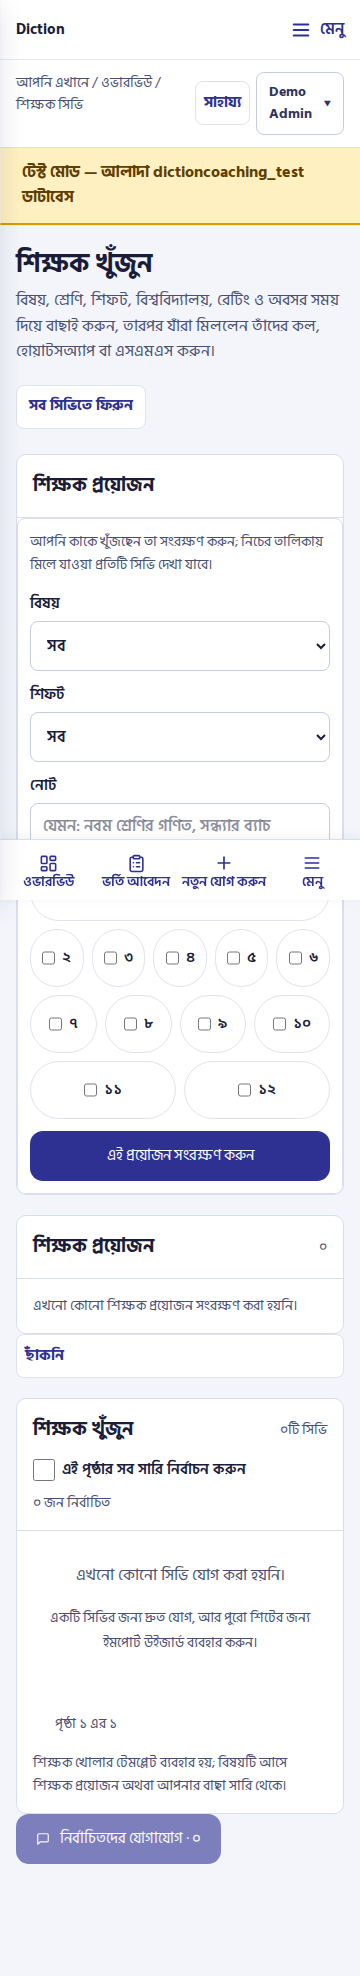 Diction
মেনু
আপনি এখানে / ওভারভিউ /
শিক্ষক সিভি
সাহায্য
Demo
Admin
টেস্ট মোড — আলাদা dictioncoaching_test
ডাটাবেস
শিক্ষক খুঁজুন
বিষয়, শ্রেণি, শিফট, বিশ্ববিদ্যালয়, রেটিং ও অবসর সময়
দিয়ে বাছাই করুন, তারপর যাঁরা মিললেন তাঁদের কল,
হোয়াটসঅ্যাপ বা এসএমএস করুন।
সব সিভিতে ফিরুন
শিক্ষক প্রয়োজন
আপনি কাকে খুঁজছেন তা সংরক্ষণ করুন; নিচের তালিকায়
মিলে যাওয়া প্রতিটি সিভি দেখা যাবে।
বিষয়
সব
শিফট
সব
নোট
যেমন: নবম শ্রেণির গণিত, সন্ধ্যার ব্যাচ
ওভারভিউ
ভর্তি আবেদন
নতুন যোগ করুন
মেনু
২ ৩ ৪ ৫ ৬
৭ ৮ ৯ ১০
১১ ১২
এই প্রয়োজন সংরক্ষণ করুন
শিক্ষক প্রয়োজন ০
এখনো কোনো শিক্ষক প্রয়োজন সংরক্ষণ করা হয়নি।
ছাঁকনি
শিক্ষক খুঁজুন ০টি সিভি
এই পৃষ্ঠার সব সারি নির্বাচন করুন
০ জন নির্বাচিত
এখনো কোনো সিভি যোগ করা হয়নি।
একটি সিভির জন্য দ্রুত যোগ, আর পুরো শিটের জন্য
ইমপোর্ট উইজার্ড ব্যবহার করুন।
পৃষ্ঠা ১ এর ১
শিক্ষক খোলার টেমপ্লেট ব্যবহার হয়; বিষয়টি আসে
শিক্ষক প্রয়োজন অথবা আপনার বাছা সারি থেকে।
নির্বাচিতদের যোগাযোগ · ০